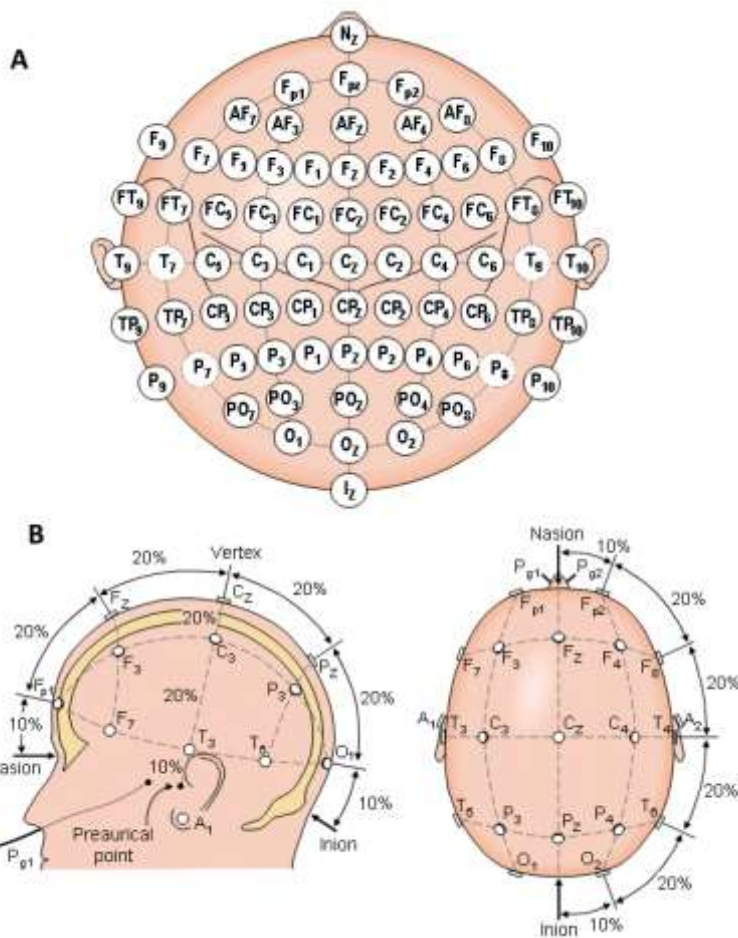 A
Nz
Fp1 Fpz Fp2
AF7 AF3 AFz AF4 AF8
F9 F7 F5 F3 F1 Fz F2 F4 F6 F8 F10
FT9 FT7 FC5 FC3 FC1 FCz FC2 FC4 FC6 FT8 FT10
T9 T7 C5 C3 C1 Cz C2 C4 C6 T8 T10
TP9 TP7 CP5 CP3 CP1 CPz CP2 CP4 CP6 TP8 TP10
P9 P7 P5 P3 P1 Pz P2 P4 P6 P8 P10
PO7 PO3 POz PO4 PO8
O1 Oz O2
Iz
B
20% Vertex
20% Fz Cz 20%
20%
F3 C3 Pz
Fp1 20% P3 20%
10% F7 T3 T5 O1
asion 10% 10%
Preaurical
point
A1
Inion
Pg1
Nasion
10%
Pg1 Pg2
Fp1 Fp2 20%
F7 F3 Fz F4 F8
20%
A1 T3 C3 Cz C4 T4 A2
20%
T5 P3 Pz P4 T6
O1 O2 20%
10%
Inion